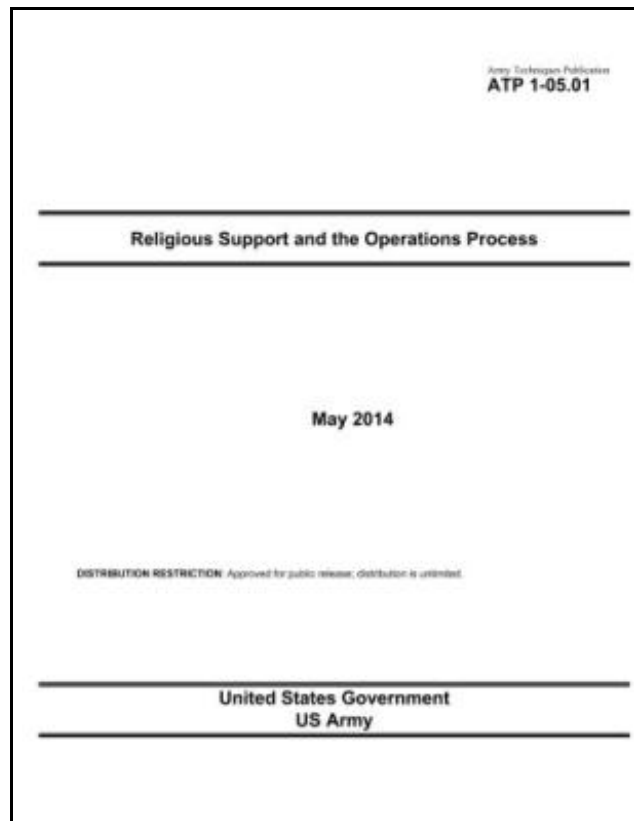 Army Techniques Publication
ATP 1-05.01
Religious Support and the Operations Process
May 2014
DISTRIBUTION RESTRICTION: Approved for public release; distribution is unlimited.
United States Government
US Army